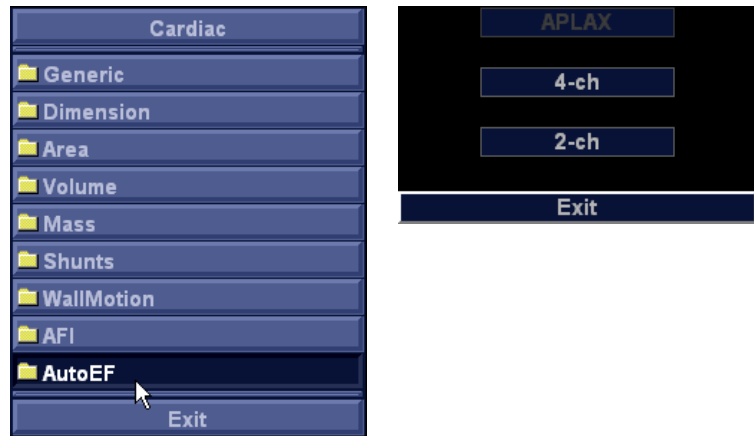 Cardiac
Generic
Dimension
Area
Volume
Mass
Shunts
WallMotion
AFI
AutoEF
Exit
APLAX
4-ch
2-ch
Exit